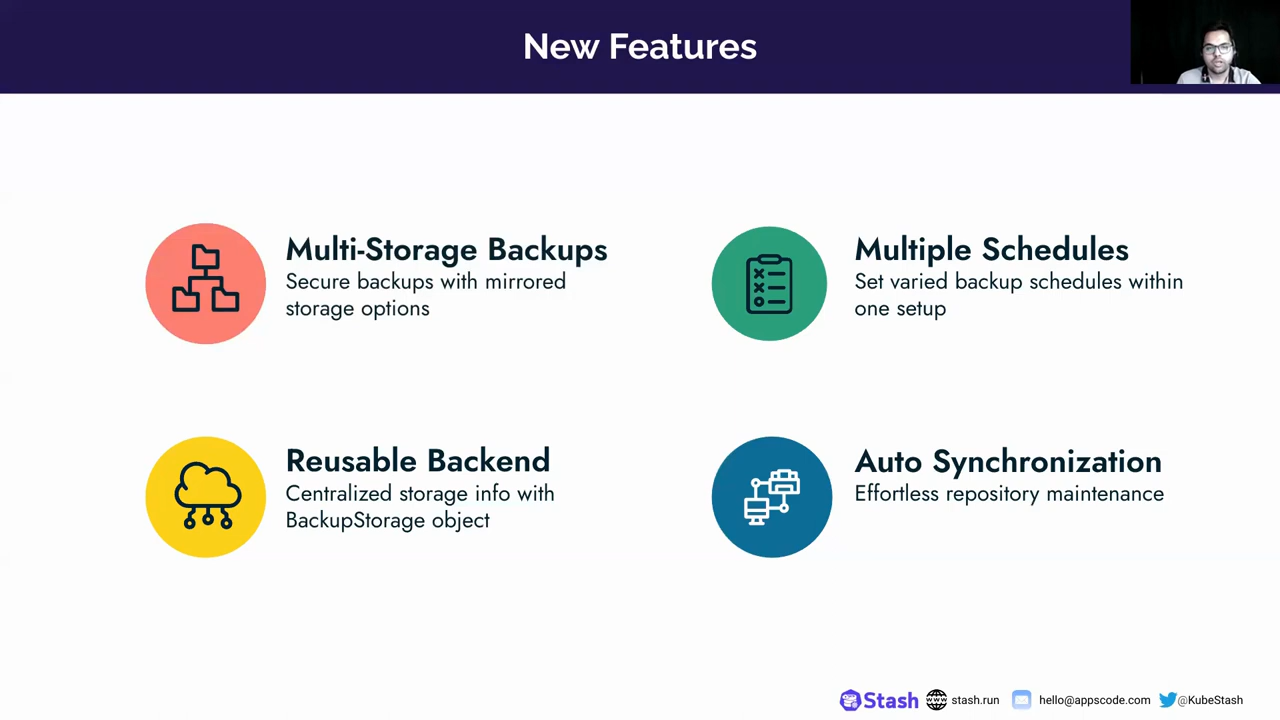 New Features
Multi-Storage Backups
Secure backups with mirrored
storage options
Multiple Schedules
Set varied backup schedules within
one setup
Reusable Backend
Centralized storage info with
BackupStorage object
Auto Synchronization
Effortless repository maintenance
Stash stash.run hello@appscode.com @KubeStash